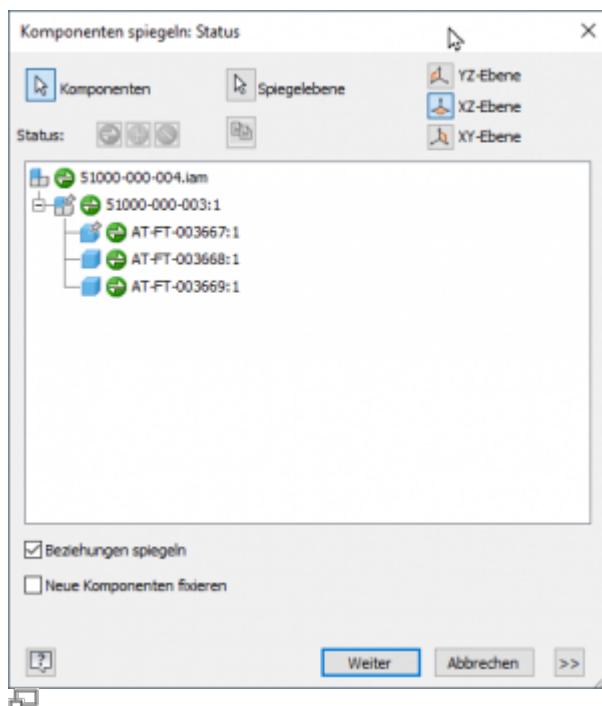 Komponenten spiegeln: Status
Komponenten
Spiegelebene
YZ-Ebene
XZ-Ebene
XY-Ebene
Status:
51000-000-004.iam
51000-000-003:1
AT-FT-003667:1
AT-FT-003668:1
AT-FT-003669:1
Beziehungen spiegeln
Neue Komponenten fixieren
Weiter
Abbrechen
>>